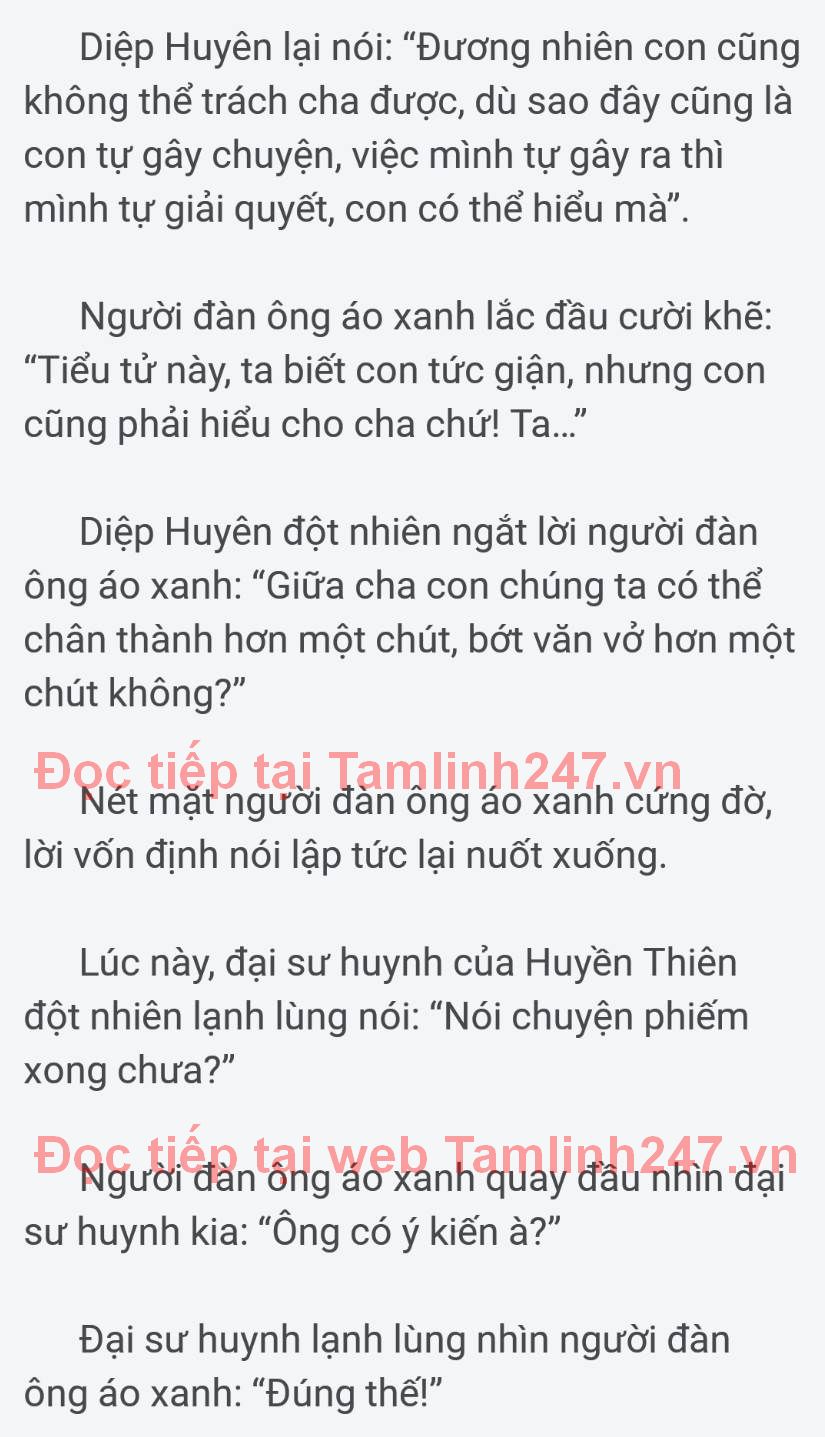 Diệp Huyên lại nói: “Đương nhiên con cũng
không thể trách cha được, dù sao đây cũng là
con tự gây chuyện, việc mình tự gây ra thì
mình tự giải quyết, con có thể hiểu mà”.
Người đàn ông áo xanh lắc đầu cười khẽ:
“Tiểu tử này, ta biết con tức giận, nhưng con
cũng phải hiểu cho cha chứ! Ta...”
Diệp Huyên đột nhiên ngắt lời người đàn
ông áo xanh: “Giữa cha con chúng ta có thể
chân thành hơn một chút, bớt văn vở hơn một
chút không?”
Đọc tiếp tại Tamlinh247.vn
Nét mặt người đàn ông áo xanh cứng đờ,
lời vốn định nói lập tức lại nuốt xuống.
Lúc này, đại sư huynh của Huyền Thiên
đột nhiên lạnh lùng nói: “Nói chuyện phiếm
xong chưa?”
Đọc tiếp tại web Tamlinh247.vn
Người đàn ông áo xanh quay đầu nhìn đại
sư huynh kia: “Ông có ý kiến à?”
Đại sư huynh lạnh lùng nhìn người đàn
ông áo xanh: “Đúng thế!”